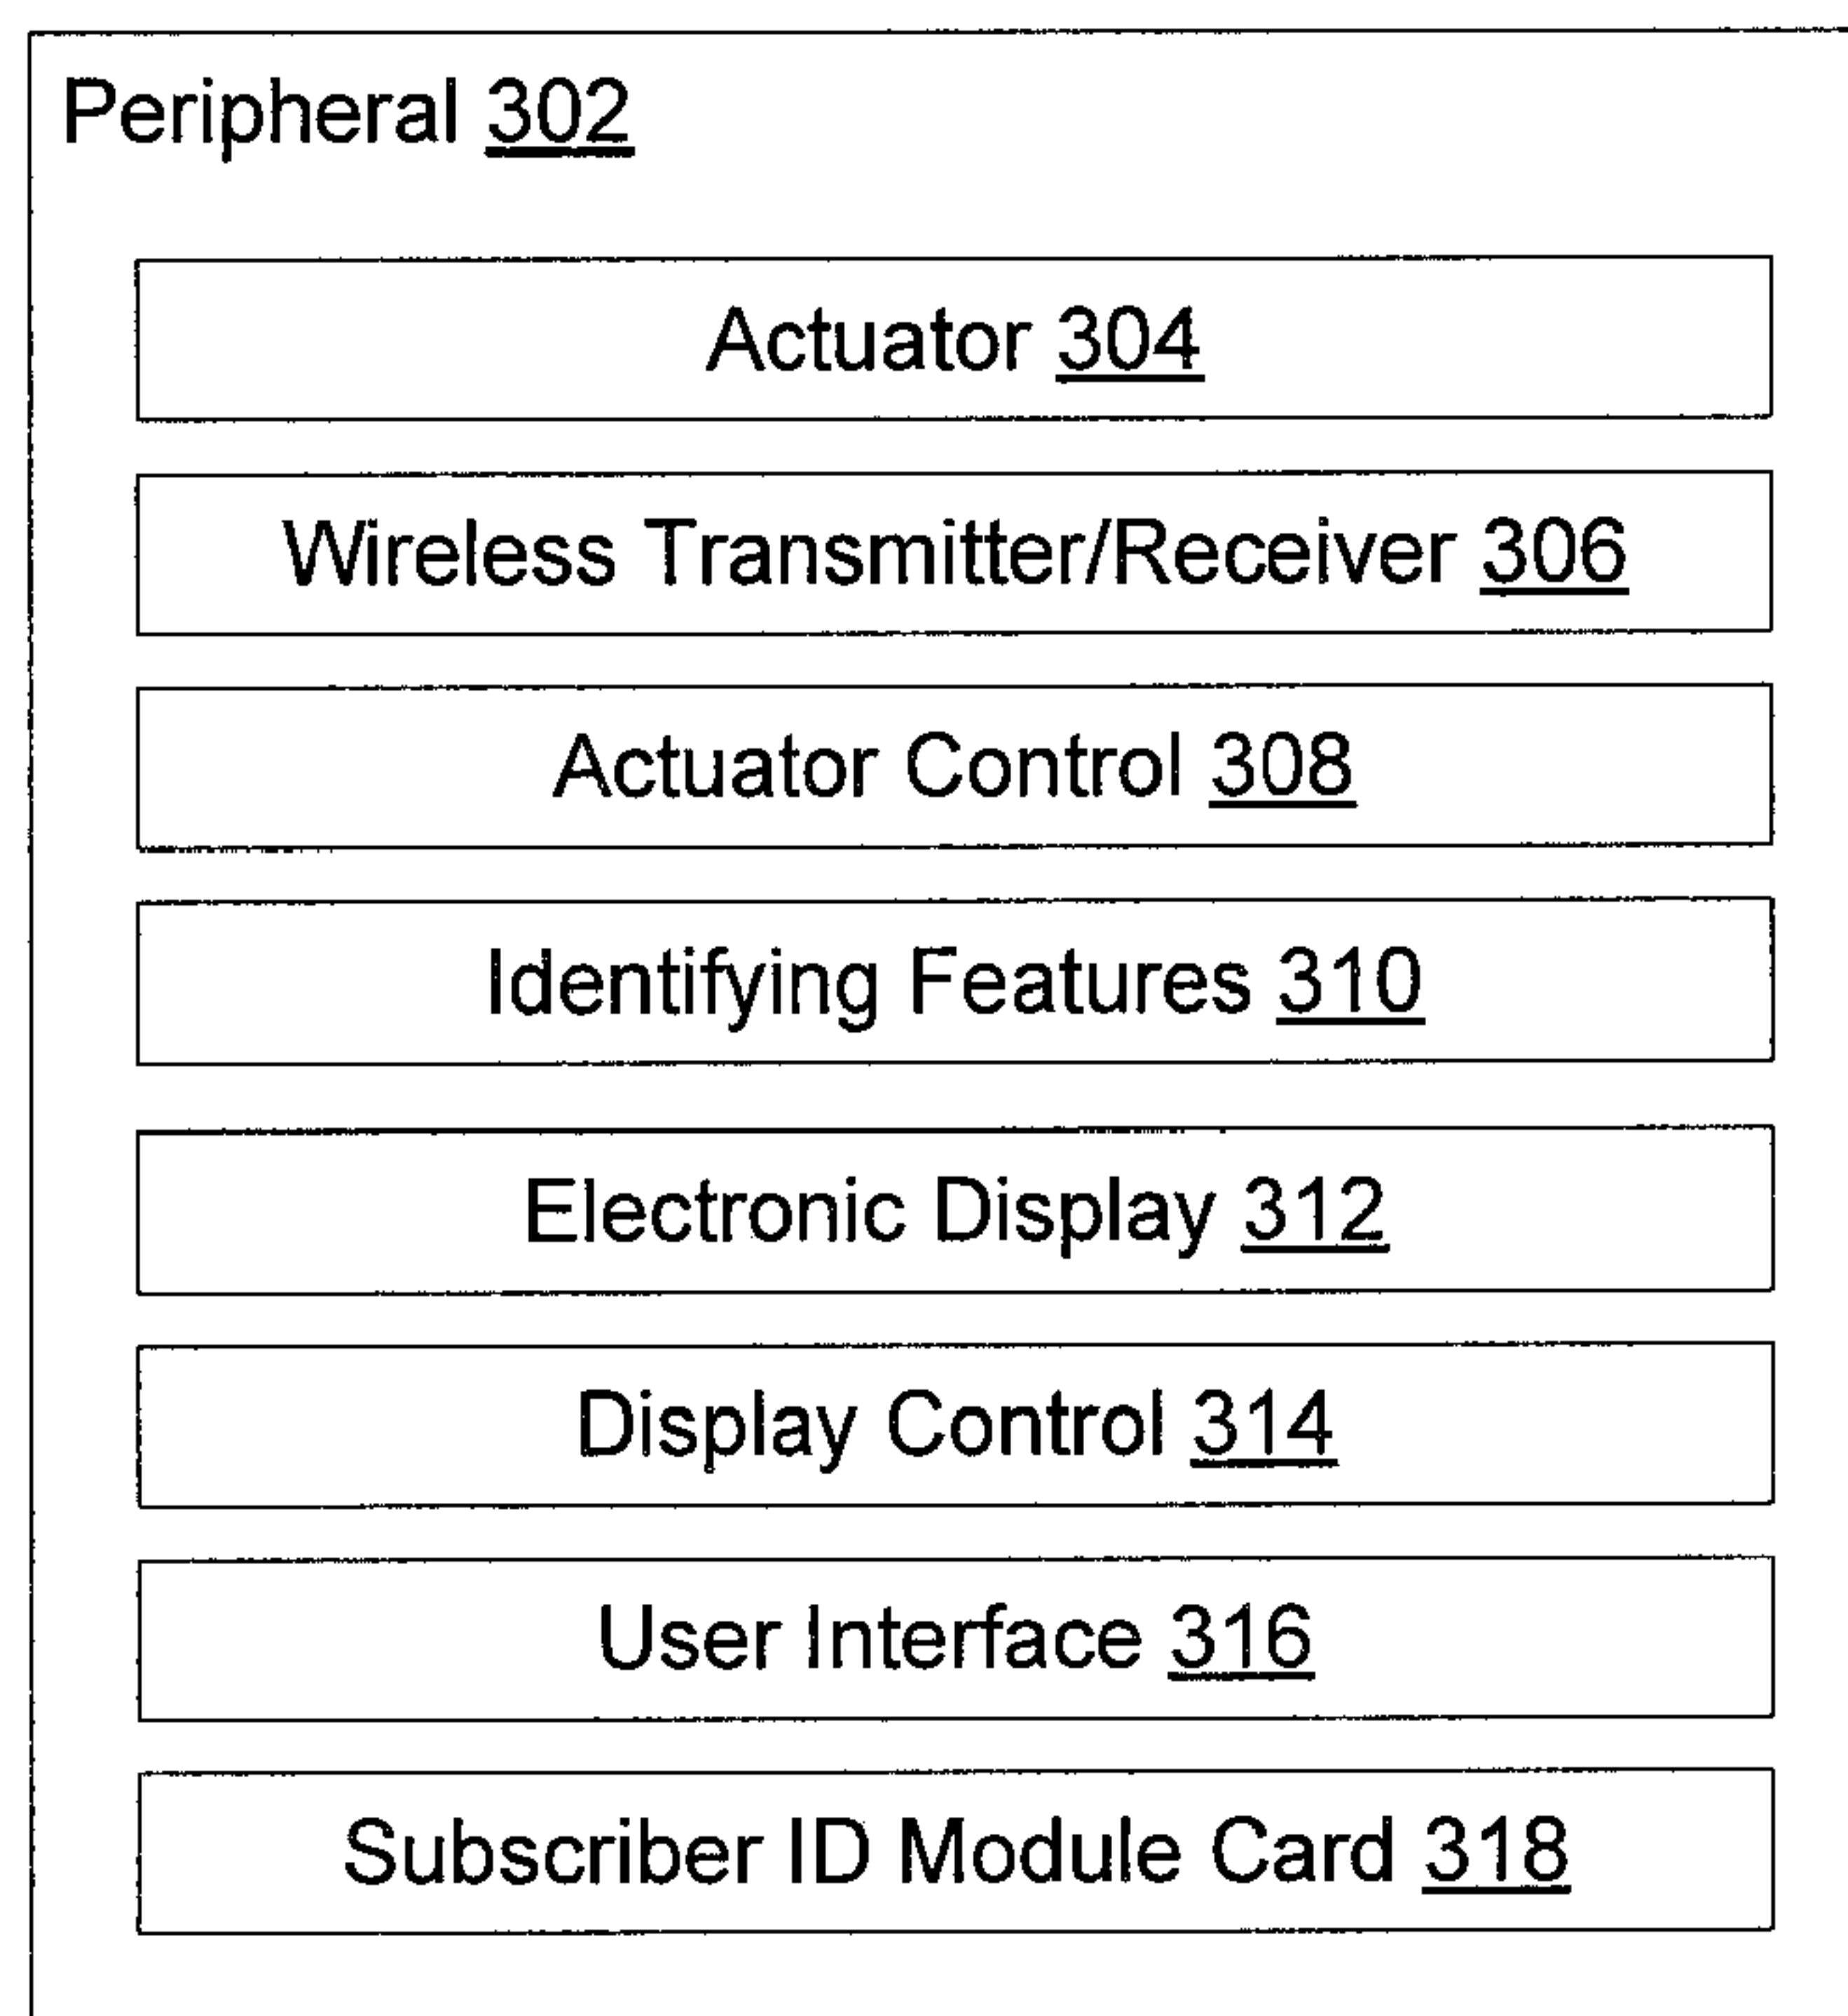 Peripheral 302
Actuator 304
Wireless Transmitter/Receiver 306
Actuator Control 308
Identifying Features 310
Electronic Display 312
Display Control 314
User Interface 316
Subscriber ID Module Card 318